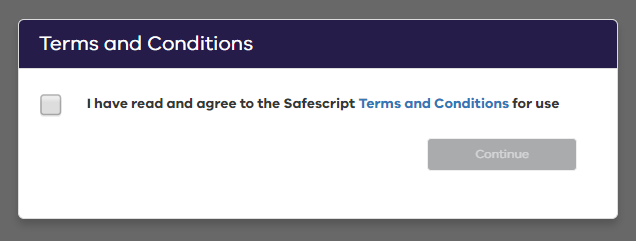 Terms and Conditions
I have read and agree to the Safescript Terms and Conditions for use
Continue